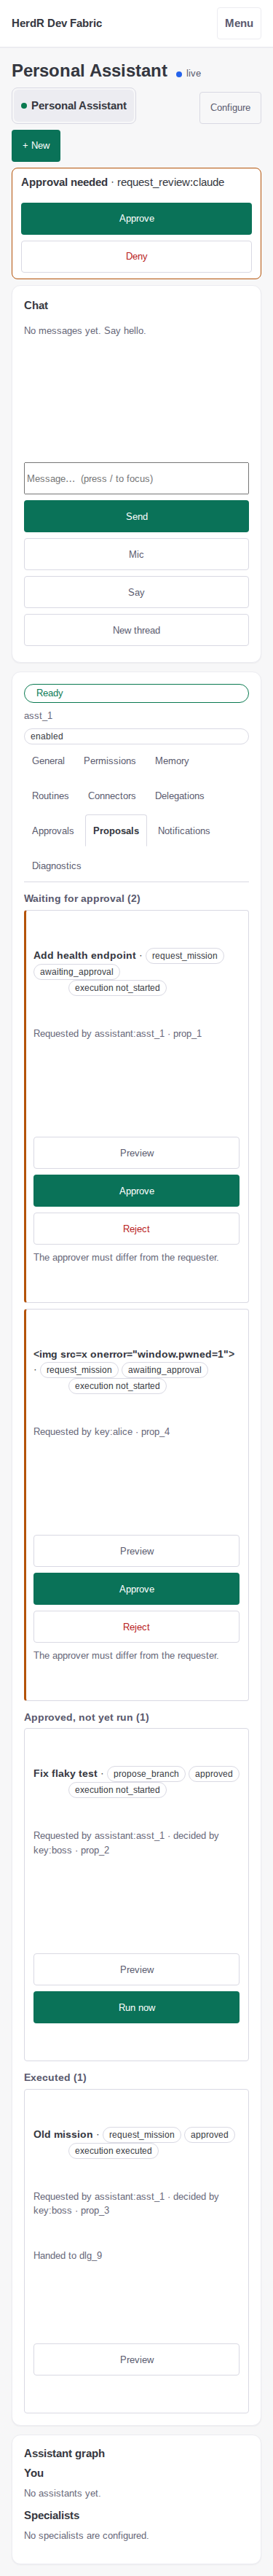 HerdR Dev Fabric
Menu
Personal Assistant live
Personal Assistant
Configure
+ New
Approval needed · request_review:claude
Approve
Deny
Chat
No messages yet. Say hello.
Message… (press / to focus)
Send
Mic
Say
New thread
Ready
asst_1
enabled
General Permissions Memory
Routines Connectors Delegations
Approvals Proposals Notifications
Diagnostics
Waiting for approval (2)
Add health endpoint · request_mission
awaiting_approval
execution not_started
Requested by assistant:asst_1 · prop_1
Preview
Approve
Reject
The approver must differ from the requester.
<img src=x onerror="window.pwned=1">
· request_mission awaiting_approval
execution not_started
Requested by key:alice · prop_4
Preview
Approve
Reject
The approver must differ from the requester.
Approved, not yet run (1)
Fix flaky test · propose_branch approved
execution not_started
Requested by assistant:asst_1 · decided by
key:boss · prop_2
Preview
Run now
Executed (1)
Old mission · request_mission approved
execution executed
Requested by assistant:asst_1 · decided by
key:boss · prop_3
Handed to dlg_9
Preview
Assistant graph
You
No assistants yet.
Specialists
No specialists are configured.